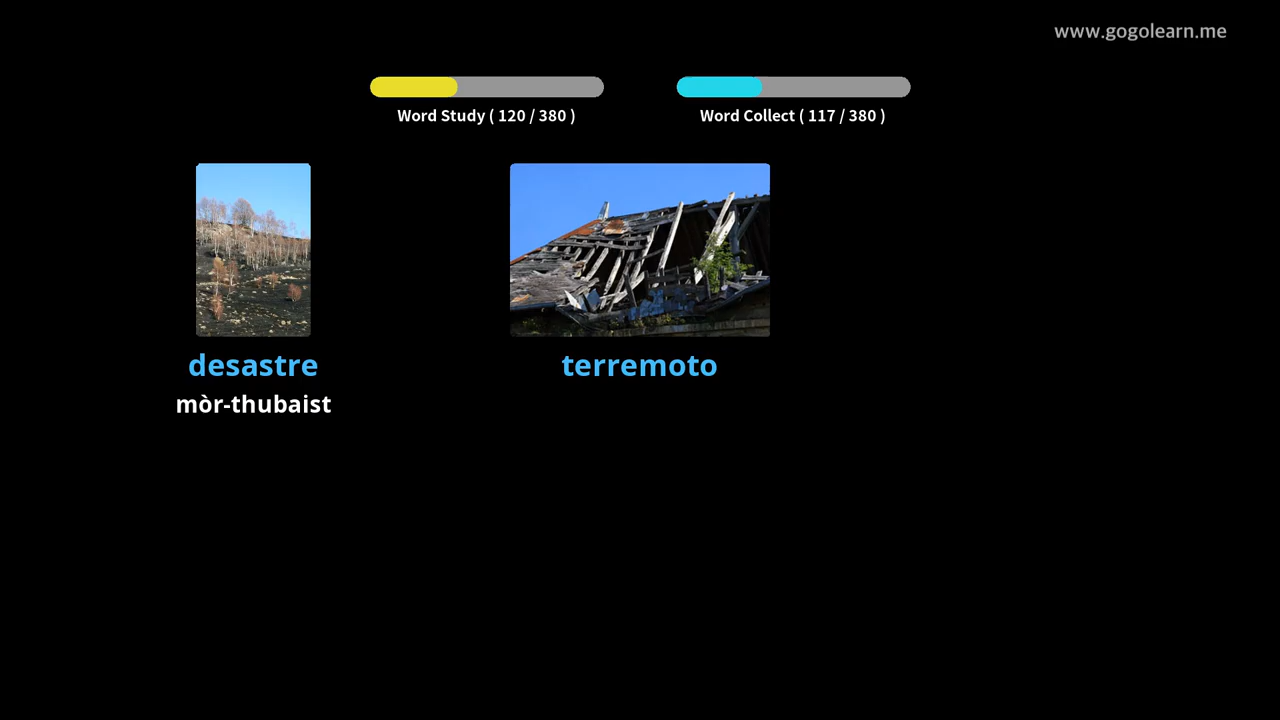 www.gogolearn.me
Word Study ( 120 / 380 )
Word Collect ( 117 / 380 )
desastre
mòr-thubaist
terremoto